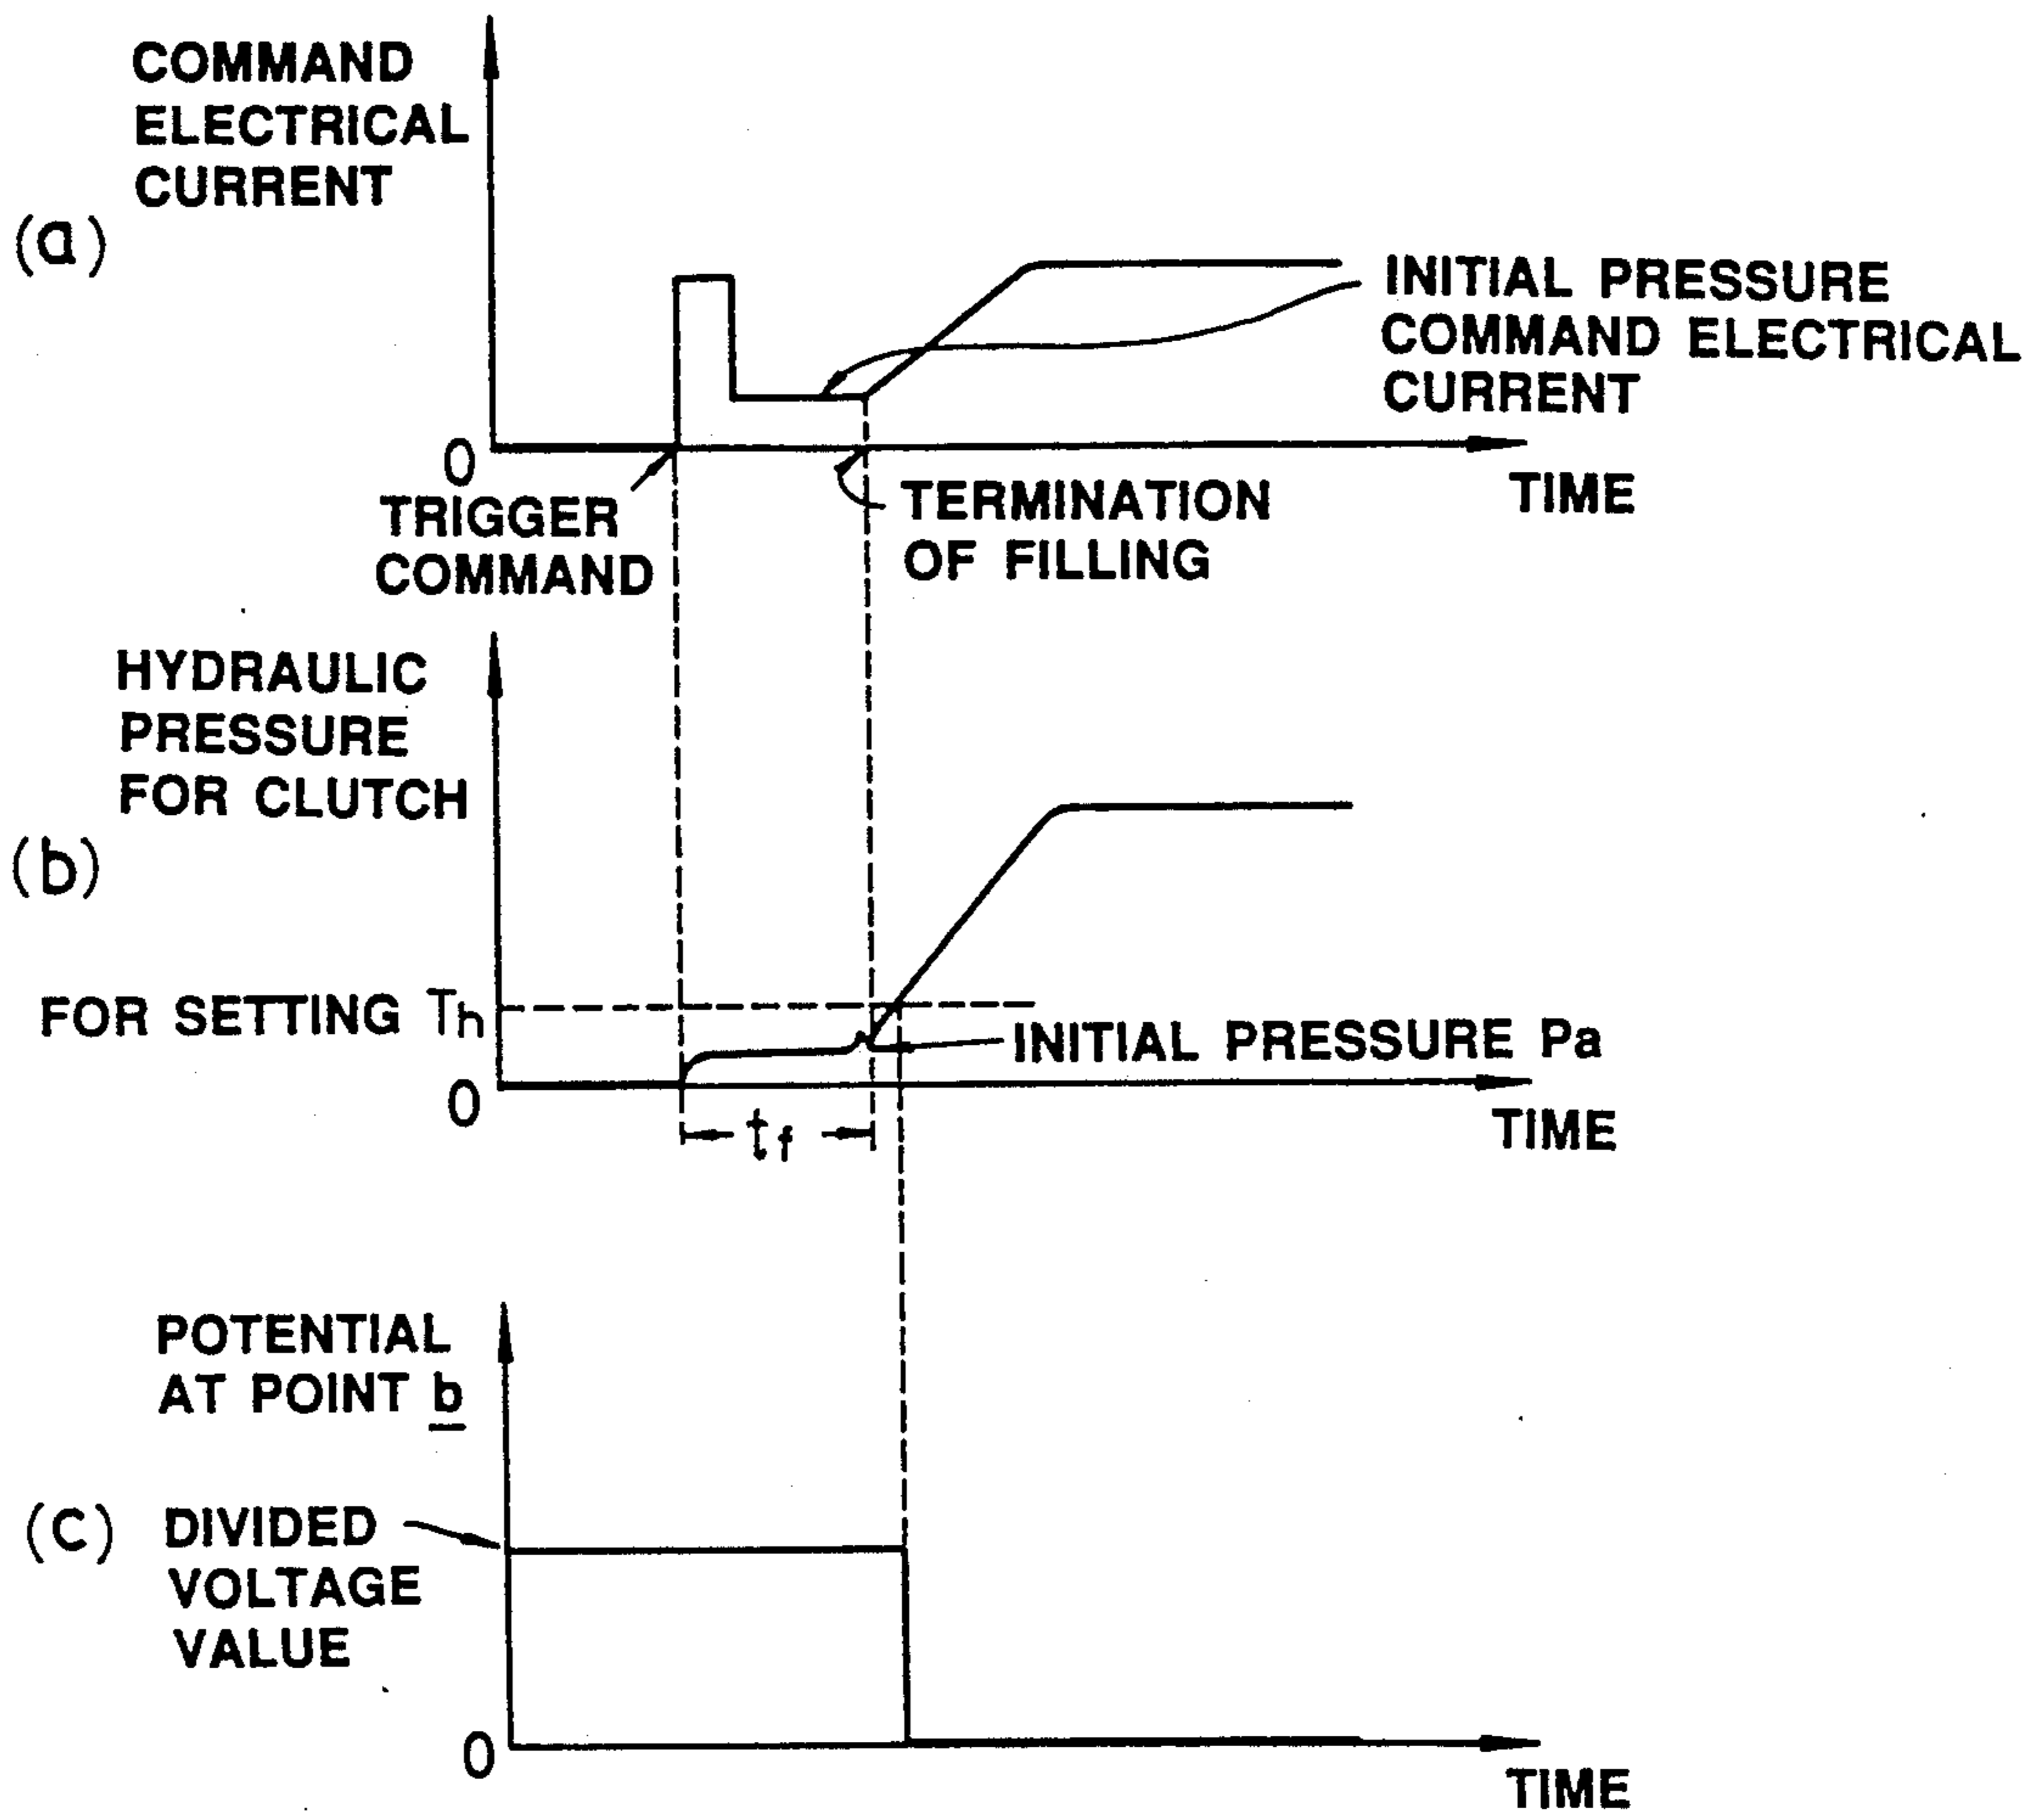 COMMAND
ELECTRICAL
CURRENT
(a)
INITIAL PRESSURE
COMMAND ELECTRICAL
CURRENT
0
TRIGGER
COMMAND
TERMINATION
OF FILLING
TIME
HYDRAULIC
PRESSURE
FOR CLUTCH
(b)
FOR SETTING Th
INITIAL PRESSURE Pa
0
tf
TIME
POTENTIAL
AT POINT b
(c)
DIVIDED
VOLTAGE
VALUE
0
TIME